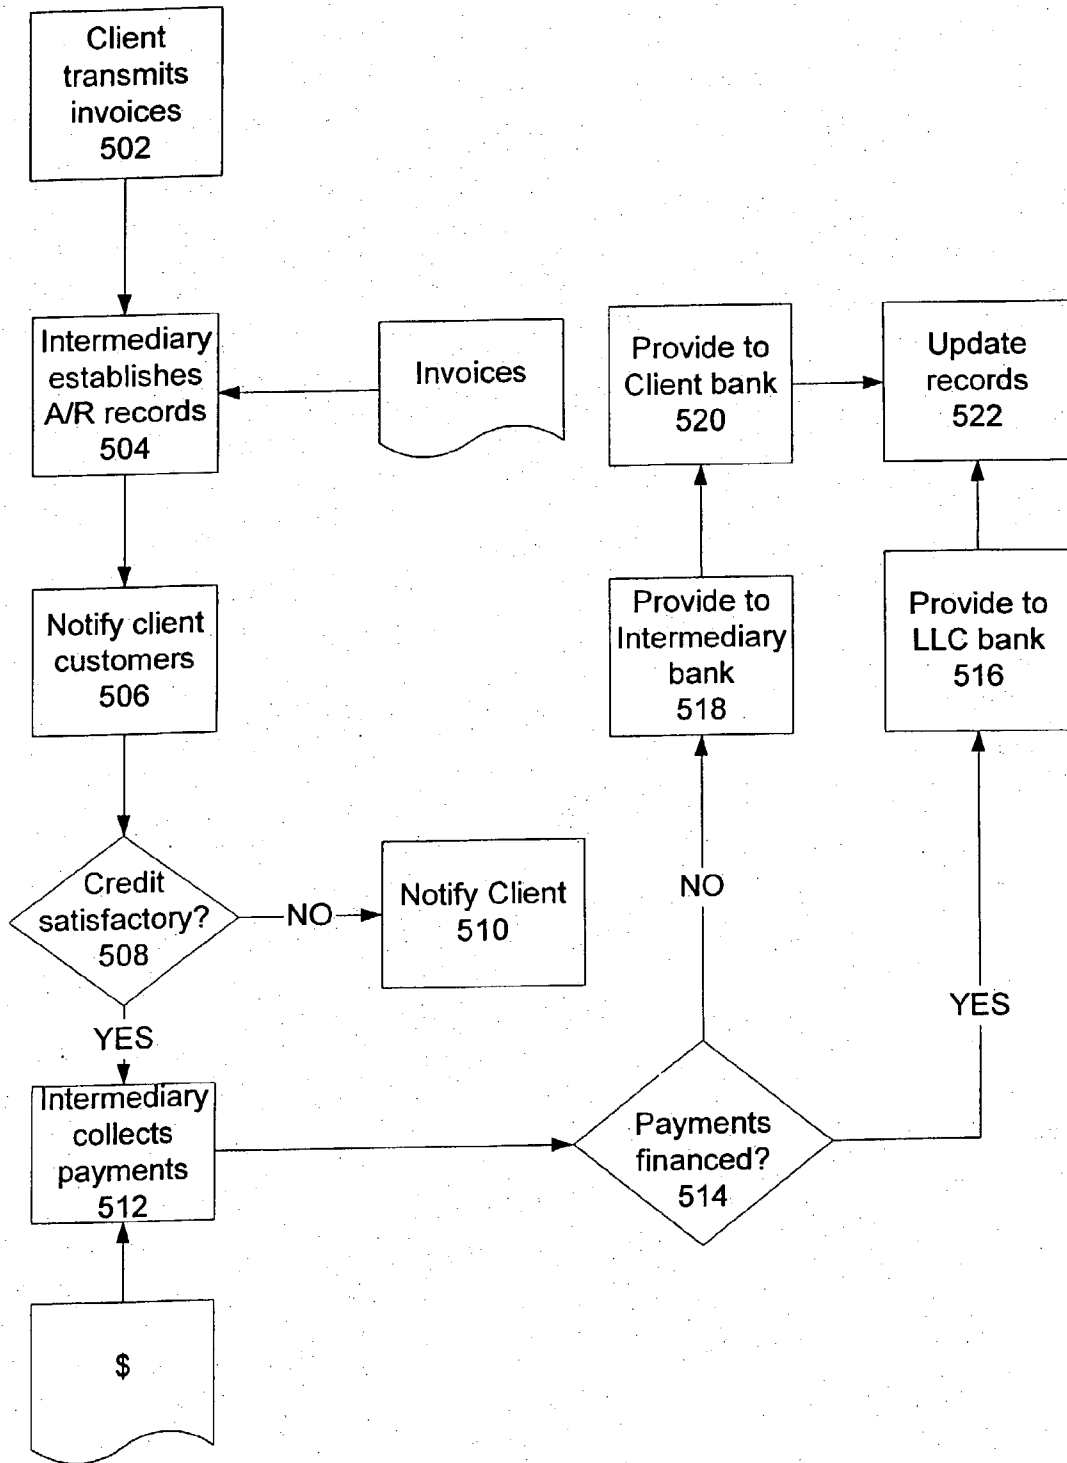 Client
transmits
invoices
502
Intermediary
establishes
A/R records
504
Invoices
Provide to
Client bank
520
Update
records
522
Notify client
customers
506
Provide to
Intermediary
bank
518
Provide to
LLC bank
516
Credit
satisfactory?
508
NO
Notify Client
510
NO
YES
YES
Intermediary
collects
payments
512
Payments
financed?
514
$